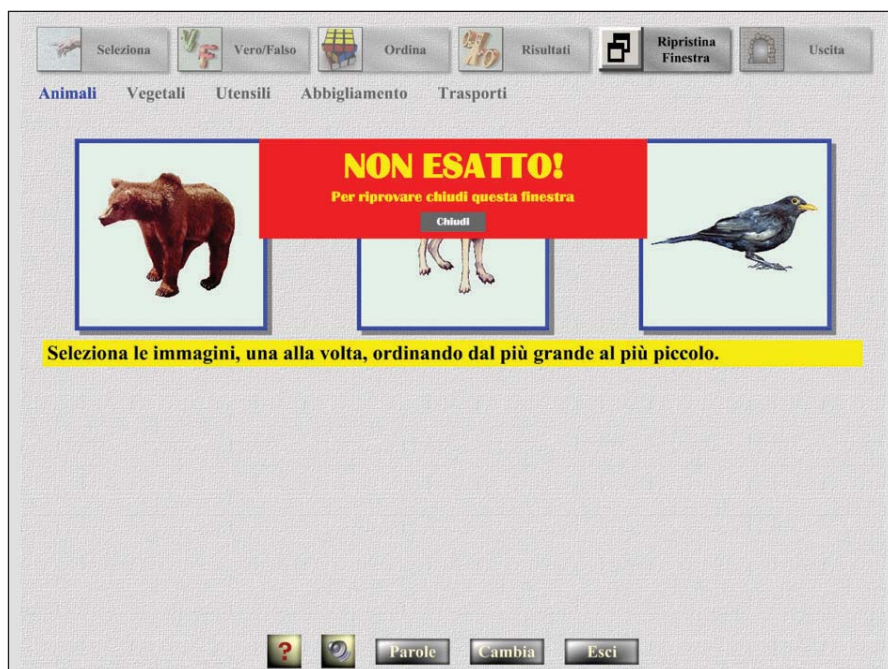 Seleziona
Vero/Falso
Ordina
Risultati
Ripristina
Finestra
Uscita
Animali Vegetali Utensili Abbigliamento Trasporti
NON ESATTO!
Per riprovare chiudi questa finestra
Chiudi
Seleziona le immagini, una alla volta, ordinando dal più grande al più piccolo.
? Parole Cambia Esci